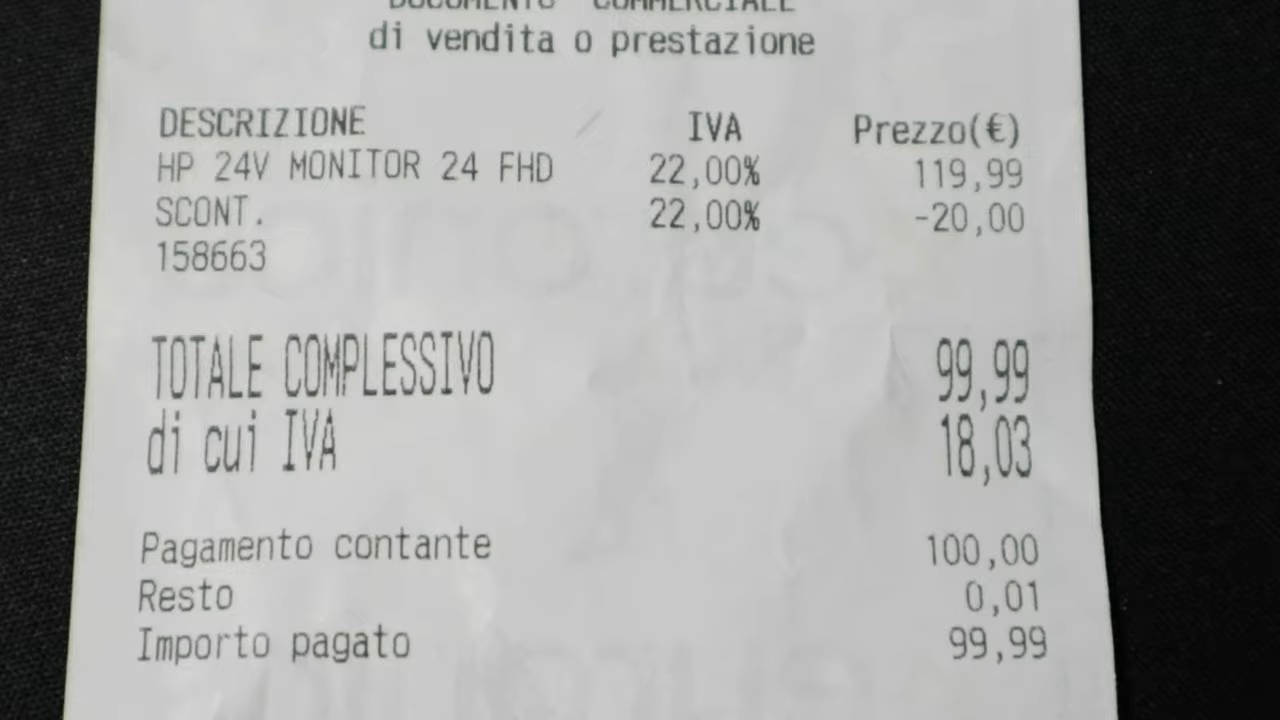 DOCUMENTO COMMERCIALE
di vendita o prestazione
DESCRIZIONE IVA Prezzo(€)
HP 24V MONITOR 24 FHD 22,00% 119,99
SCONT. 22,00% -20,00
158663
TOTALE COMPLESSIVO 99,99
di cui IVA 18,03
Pagamento contante 100,00
Resto 0,01
Importo pagato 99,99